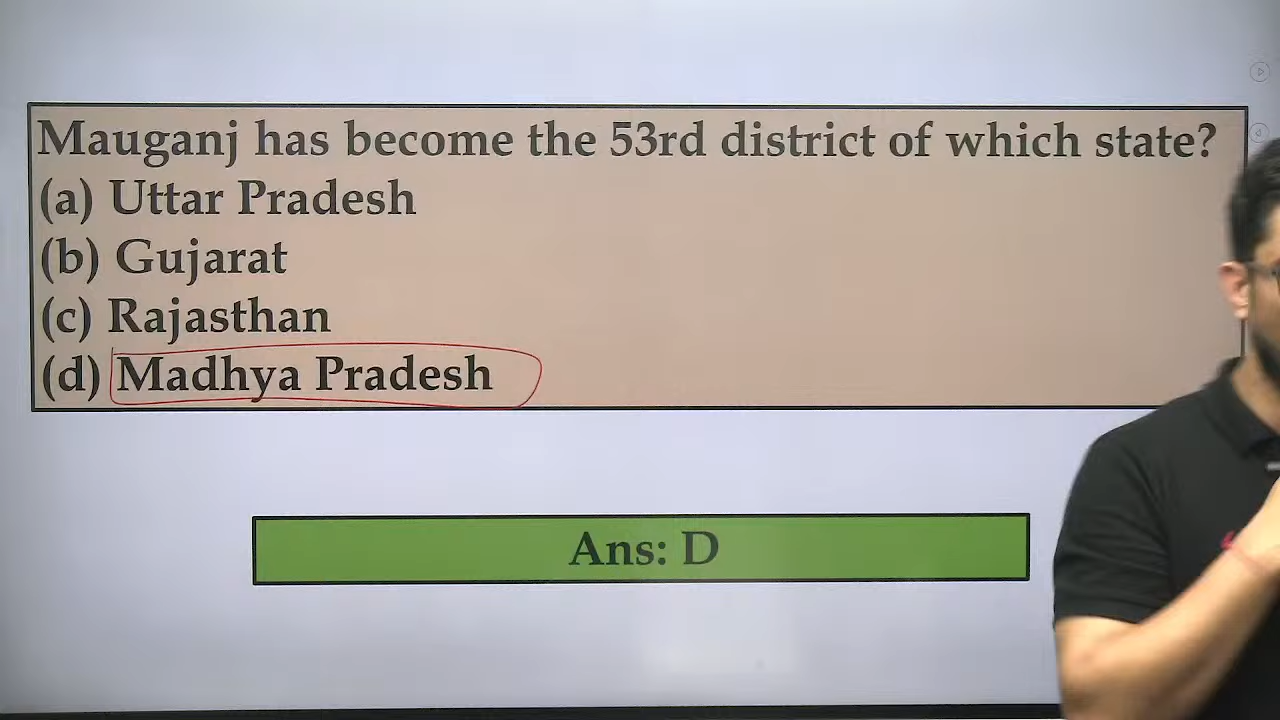 Mauganj has become the 53rd district of which state?
(a) Uttar Pradesh
(b) Gujarat
(c) Rajasthan
(d) Madhya Pradesh
Ans: D